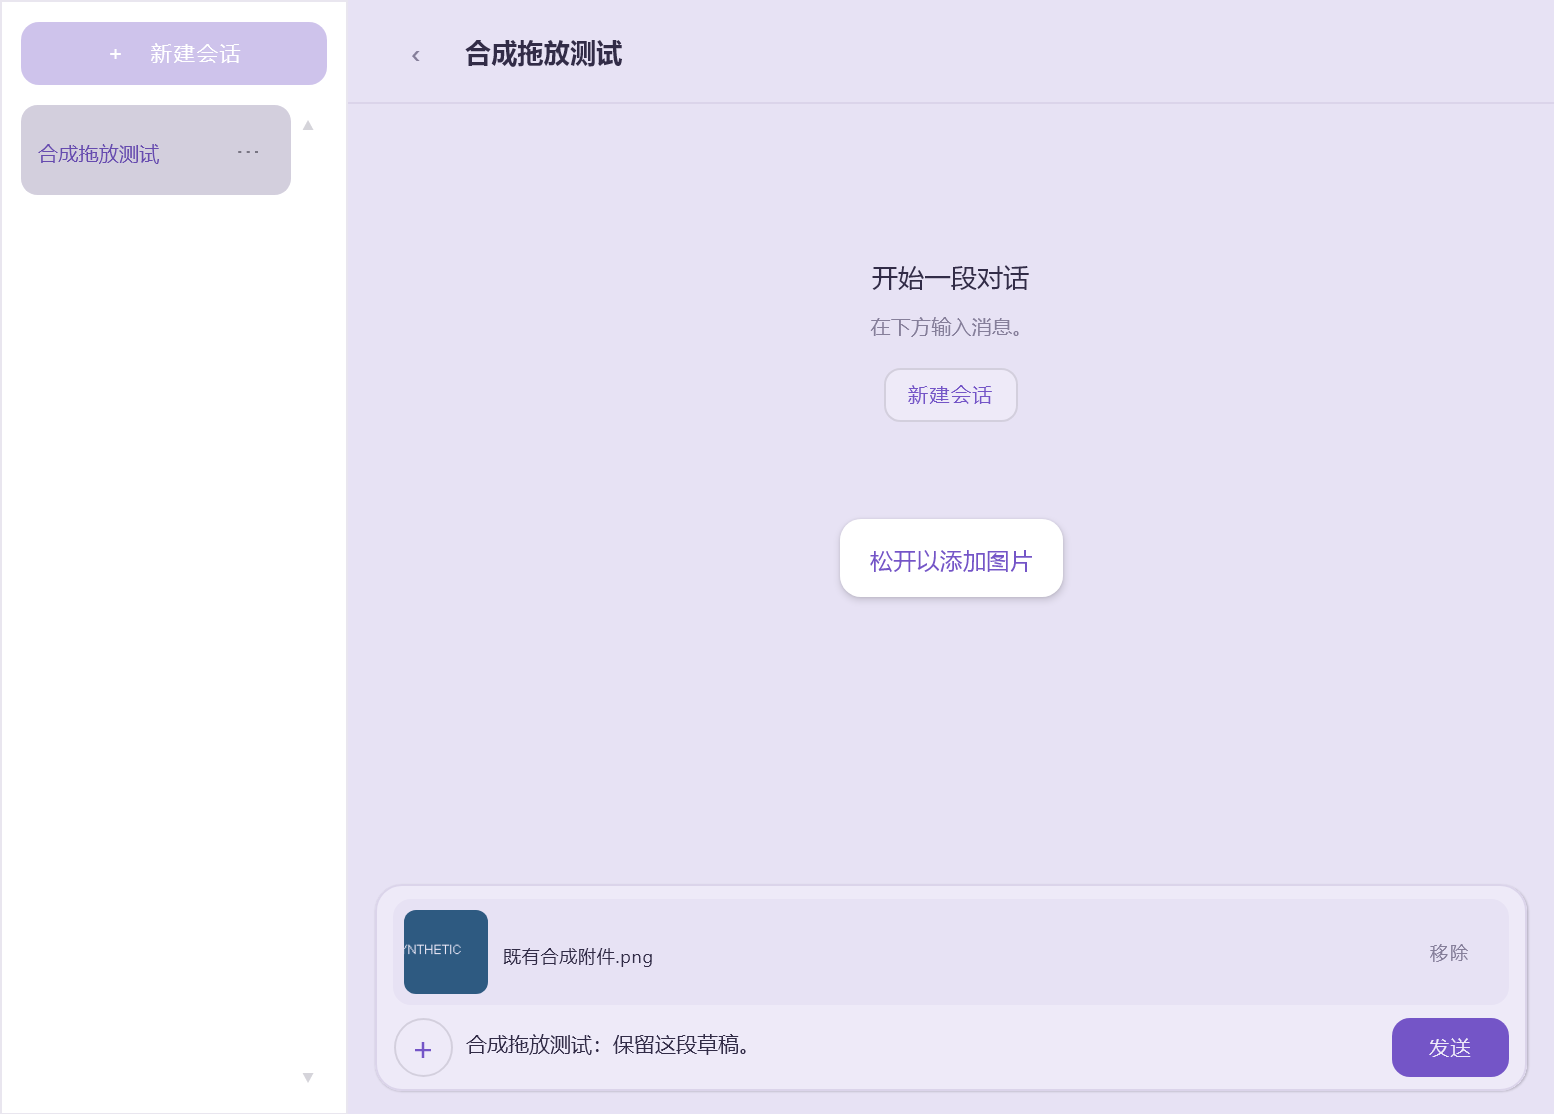 + 新建会话
合成拖放测试 ···
‹ 合成拖放测试
开始一段对话
在下方输入消息。
新建会话
松开以添加图片
YNTHETIC
既有合成附件.png
移除
+ 合成拖放测试：保留这段草稿。
发送